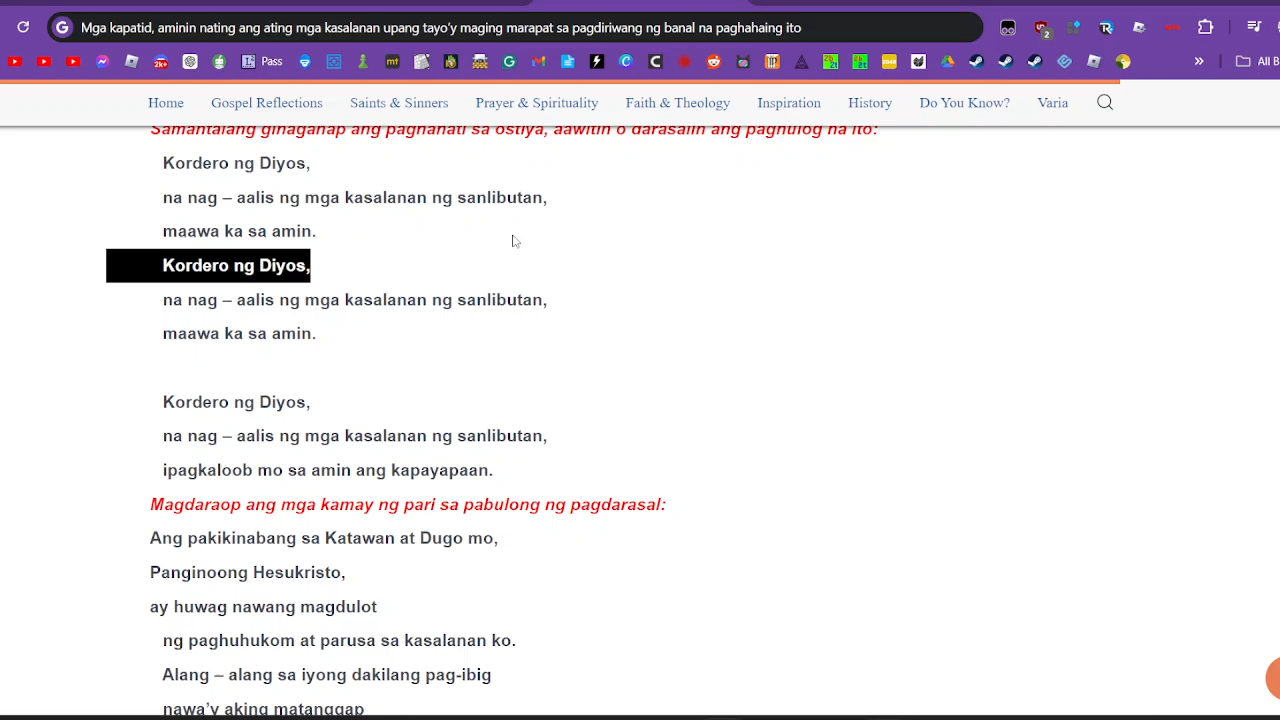 Mga kapatid, aminin nating ang ating mga kasalanan upang tayo'y maging marapat sa pagdiriwang ng banal na paghahaing ito
Pass
All B
Home Gospel Reflections Saints & Sinners Prayer & Spirituality Faith & Theology Inspiration History Do You Know? Varia
Samantalang ginaganap ang paghahati sa ostiya, aawitin o darasalin ang paghulog na ito:
Kordero ng Diyos,
na nag – aalis ng mga kasalanan ng sanlibutan,
maawa ka sa amin.
Kordero ng Diyos,
na nag – aalis ng mga kasalanan ng sanlibutan,
maawa ka sa amin.
Kordero ng Diyos,
na nag – aalis ng mga kasalanan ng sanlibutan,
ipagkaloob mo sa amin ang kapayapaan.
Magdaraop ang mga kamay ng pari sa pabulong ng pagdarasal:
Ang pakikinabang sa Katawan at Dugo mo,
Panginoong Hesukristo,
ay huwag nawang magdulot
ng paghuhukom at parusa sa kasalanan ko.
Alang – alang sa iyong dakilang pag-ibig
nawa'y aking matanggap